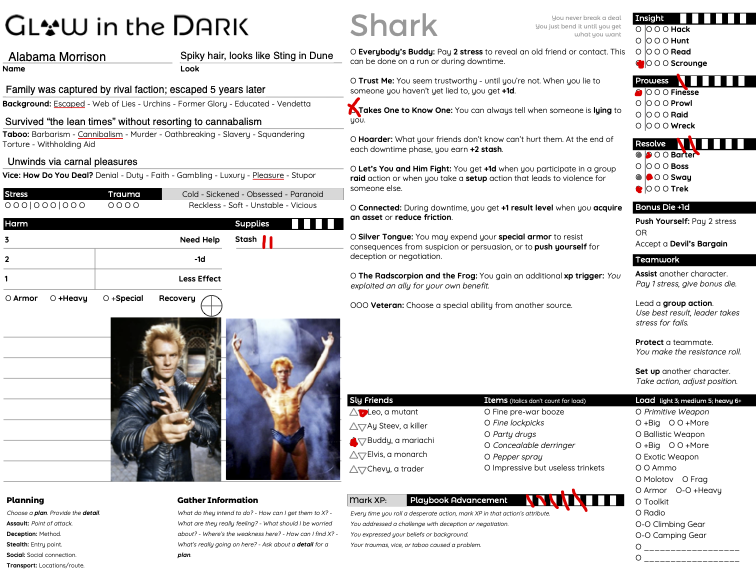 GLOW in the DARK
Alabama Morrison
Spiky hair, looks like Sting in Dune
Name
Look
Family was captured by rival faction; escaped 5 years later
Background: Escaped - Web of Lies - Urchins - Former Glory - Educated - Vendetta
Survived “the lean times” without resorting to cannabalism
Taboo: Barbarism - Cannibalism - Murder - Oathbreaking - Slavery - Squandering
Torture - Withholding Aid
Unwinds via carnal pleasures
Vice: How Do You Deal? Denial - Duty - Faith - Gambling - Luxury - Pleasure - Stupor
Stress
Trauma
Cold - Sickened - Obsessed - Paranoid
O O O | O O O | O O O
O O O O
Reckless - Soft - Unstable - Vicious
Harm
Supplies
3
Need Help
Stash
2
-1d
1
Less Effect
O Armor
O +Heavy
O +Special
Recovery
Planning
Choose a plan. Provide the detail.
Assault: Point of attack.
Deception: Method.
Stealth: Entry point.
Social: Social connection.
Transport: Locations/route.
Gather Information
What do they intend to do? - How can I get them to X? -
What are they really feeling? - What should I be worried
about? - Where's the weakness here? - How can I find X? -
What's really going on here? - Ask about a detail for a
plan
Shark
You never break a deal
You just bend it until you get
what you want
O Everybody's Buddy: Pay 2 stress to reveal an old friend or contact. This
can be done on a run or during downtime.
O Trust Me: You seem trustworthy - until you're not. When you lie to
someone you haven't yet lied to, you get +1d.
Takes One to Know One: You can always tell when someone is lying to
you.
O Hoarder: What your friends don't know can't hurt them. At the end of
each downtime phase, you earn +2 stash.
O Let's You and Him Fight: You get +1d when you participate in a group
raid action or when you take a setup action that leads to violence for
someone else.
O Connected: During downtime, you get +1 result level when you acquire
an asset or reduce friction.
O Silver Tongue: You may expend your special armor to resist
consequences from suspicion or persuasion, or to push yourself for
deception or negotiation.
O The Radscorpion and the Frog: You gain an additional xp trigger: You
exploited an ally for your own benefit.
OOO Veteran: Choose a special ability from another source.
Sly Friends
Leo, a mutant
Ay Steev, a killer
Buddy, a mariachi
Elvis, a monarch
Chevy, a trader
Items (Italics don't count for load)
O Fine pre-war booze
O Fine lockpicks
O Party drugs
O Concealable derringer
O Pepper spray
O Impressive but useless trinkets
Mark XP:
Playbook Advancement
Every time you roll a desperate action, mark XP in that action's attribute.
You addressed a challenge with deception or negotiation.
You expressed your beliefs or background.
Your traumas, vice, or taboo caused a problem.
Insight
O | O O O Hack
O | O O O Hunt
O | O O O Read
O O O Scrounge
Prowess
O O O Finesse
O | O O O Prowl
O | O O O Raid
O | O O O Wreck
Resolve
O O Barter
O | O O O Boss
O O Sway
O O O Trek
Bonus Die +1d
Push Yourself: Pay 2 stress
OR
Accept a Devil's Bargain
Teamwork
Assist another character.
Pay 1 stress, give bonus die.
Lead a group action.
Use best result, leader takes
stress for fails.
Protect a teammate.
You make the resistance roll.
Set up another character.
Take action, adjust position.
Load light 3; medium 5; heavy 6+
O Primitive Weapon
O +Big O O +More
O Ballistic Weapon
O +Big O O +More
O Exotic Weapon
O O Ammo
O Molotov O Frag
O Armor O-O +Heavy
O Toolkit
O Radio
O-O Climbing Gear
O-O Camping Gear
O _________________
O _________________